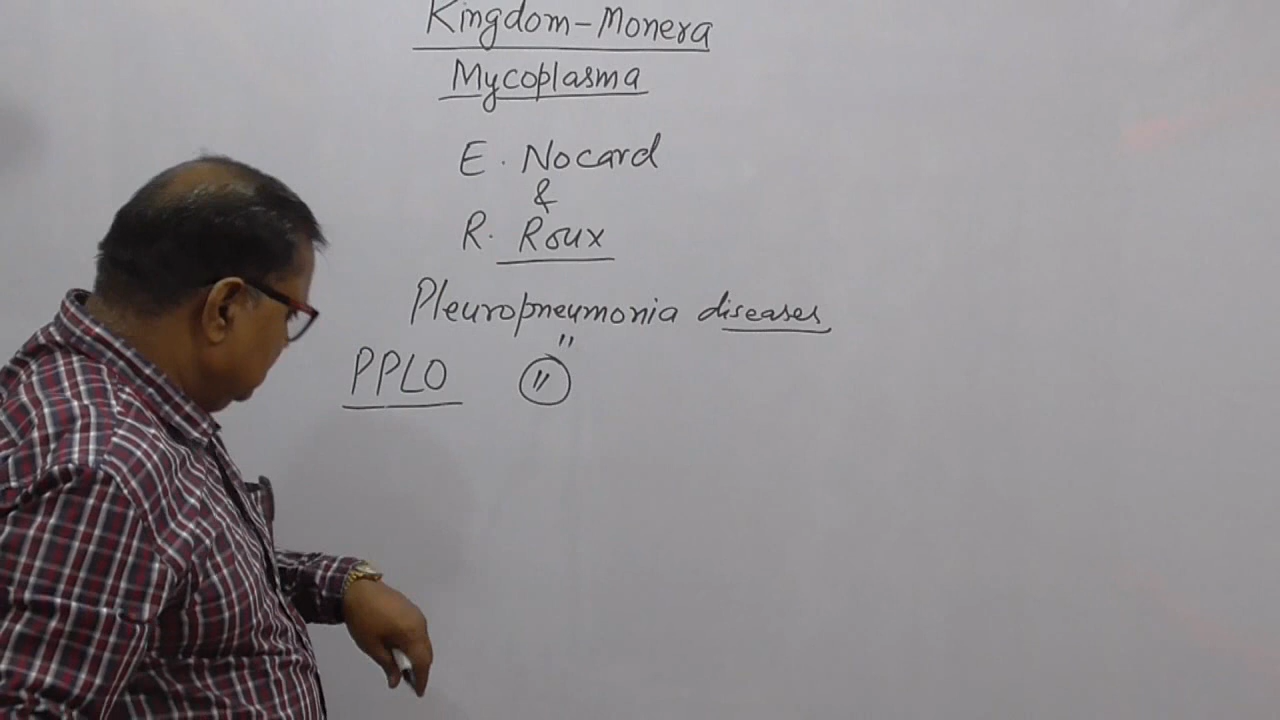 Kingdom-Monera
Mycoplasma
E. Nocard
&
R. Roux
Pleuropneumonia diseases
"
PPLO "